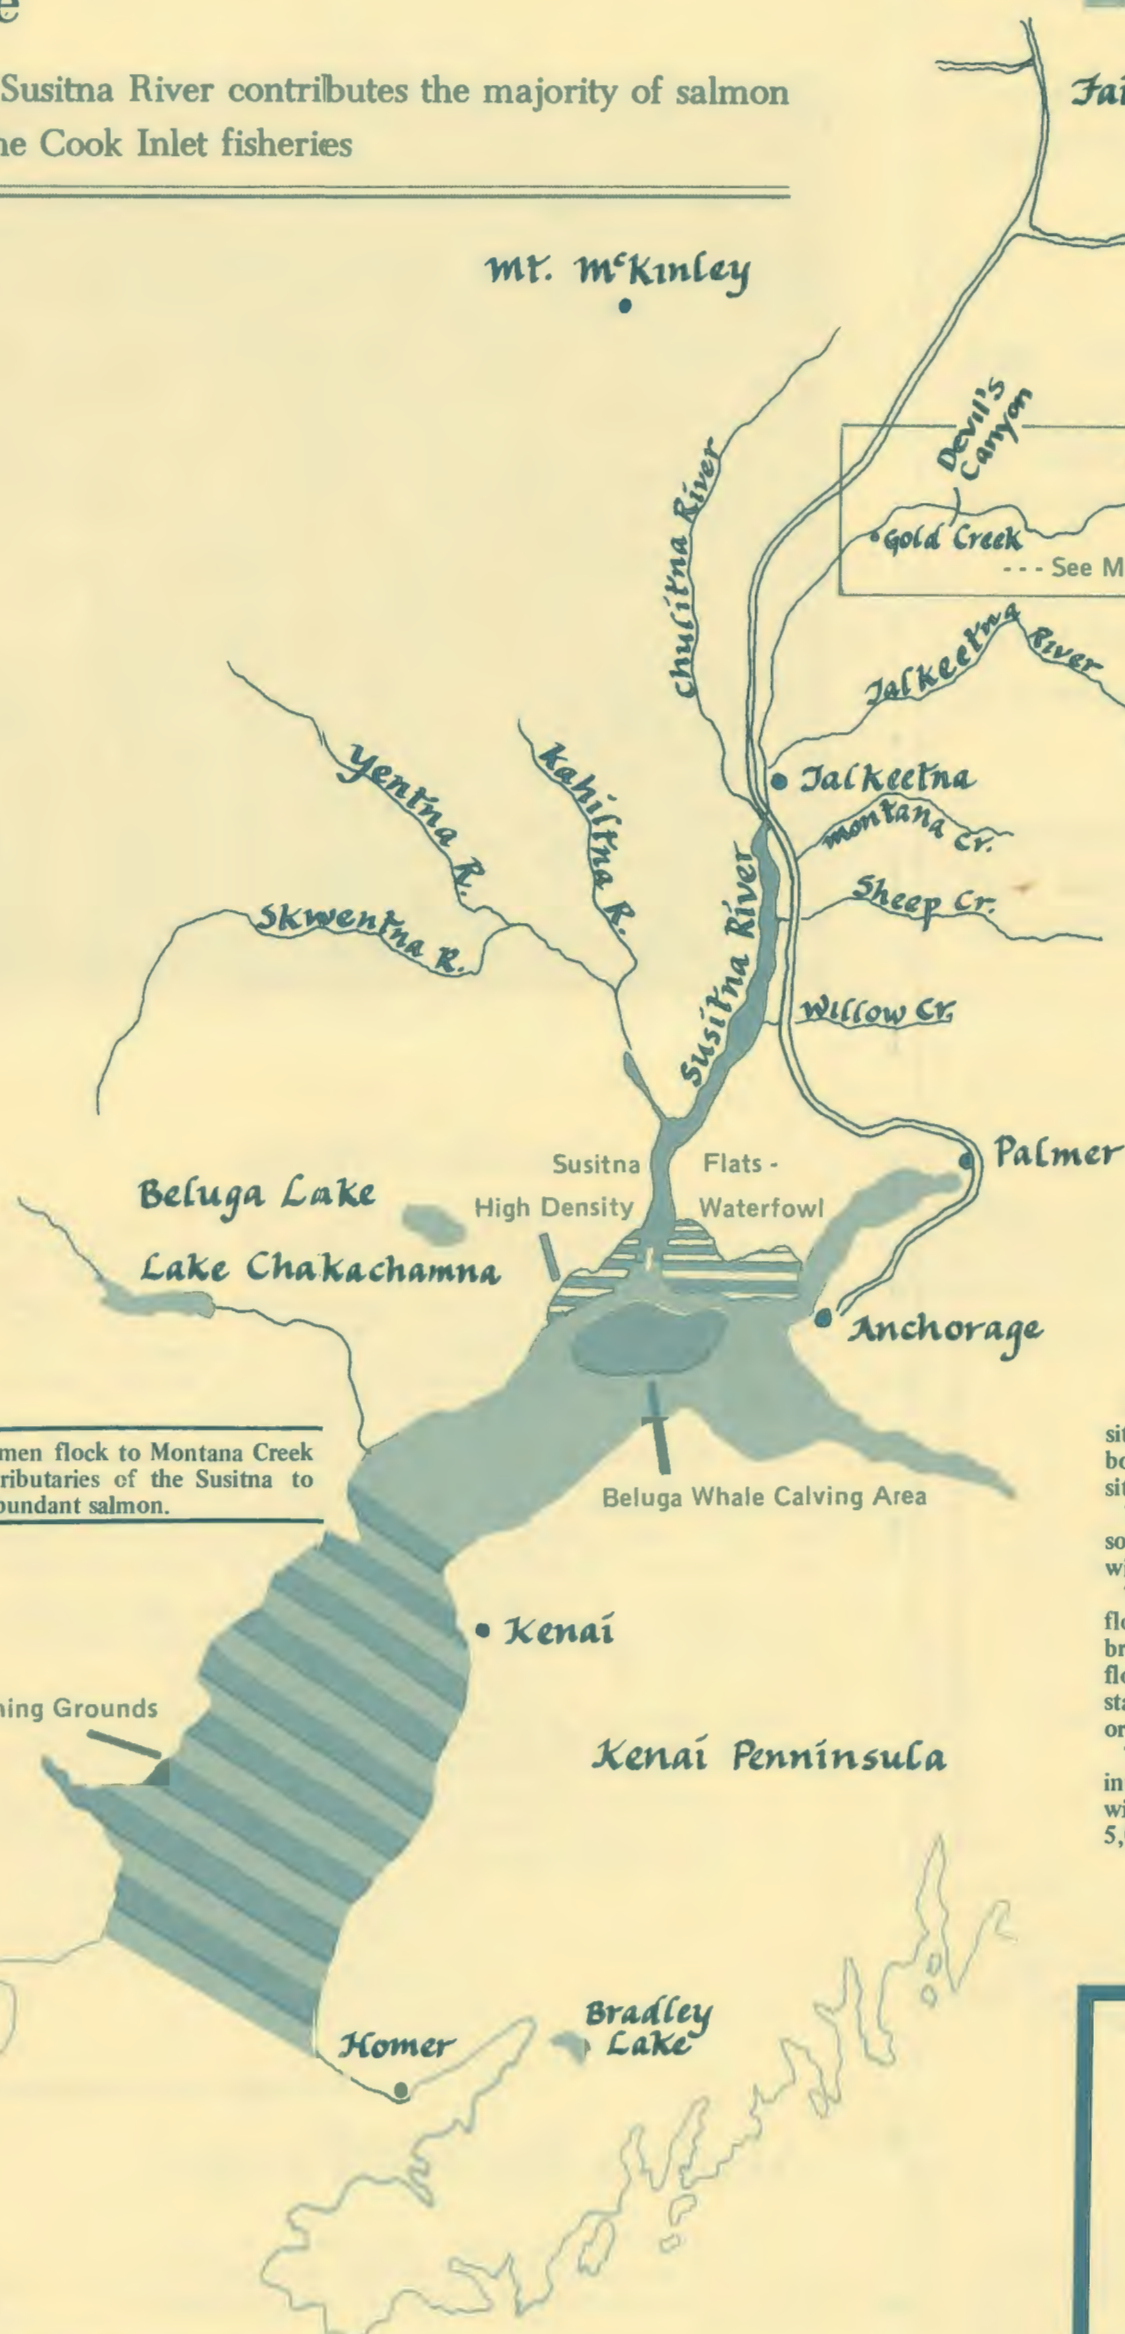 Susitna River contributes the majority of salmon
Cook Inlet fisheries
Mt. McKinley
Devil's
Canyon
Chulitna River
Gold Creek
--- See M
Talkeetna River
Yentna R.
Kahiltna R.
Talkeetna
Montana Cr.
Sheep Cr.
Skwentna R.
Susitna River
Willow Cr.
Palmer
Susitna Flats -
High Density Waterfowl
Beluga Lake
Lake Chakachamna
Anchorage
men flock to Montana Creek
ributaries of the Susitna to
bundant salmon.
Beluga Whale Calving Area
Kenai
ning Grounds
Kenai Penninsula
Bradley
Lake
Homer